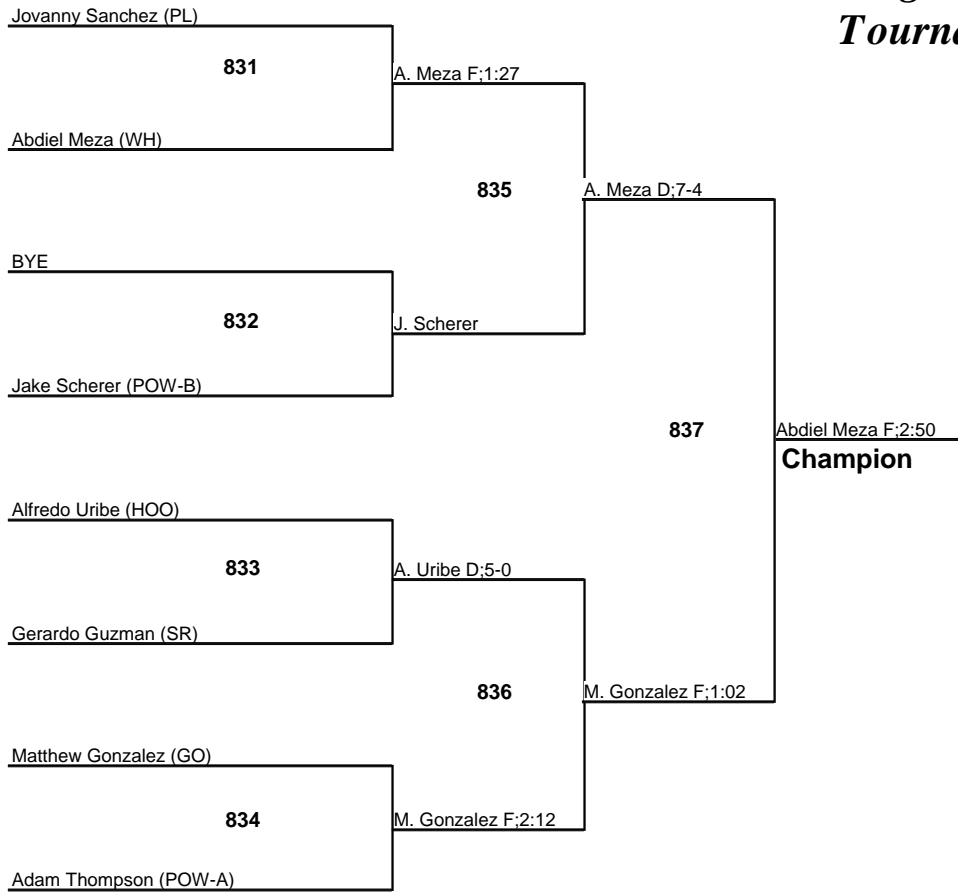 Tourna
Jovanny Sanchez (PL)
831
A. Meza F;1:27
Abdiel Meza (WH)
835
A. Meza D;7-4
BYE
832
J. Scherer
Jake Scherer (POW-B)
837
Abdiel Meza F;2:50
Champion
Alfredo Uribe (HOO)
833
A. Uribe D;5-0
Gerardo Guzman (SR)
836
M. Gonzalez F;1:02
Matthew Gonzalez (GO)
834
M. Gonzalez F;2:12
Adam Thompson (POW-A)